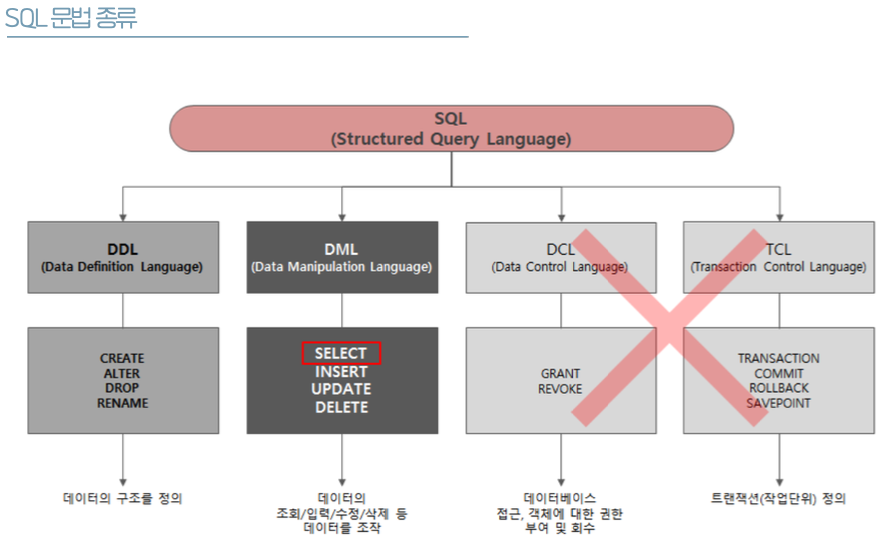 SQL 문법 종류
SQL
(Structured Query Language)
DDL
(Data Definition Language)
DML
(Data Manipulation Language)
DCL
(Data Control Language)
TCL
(Transaction Control Language)
CREATE
ALTER
DROP
RENAME
SELECT
INSERT
UPDATE
DELETE
GRANT
REVOKE
TRANSACTION
COMMIT
ROLLBACK
SAVEPOINT
데이터의 구조를 정의
데이터의
조회/입력/수정/삭제 등
데이터를 조작
데이터베이스
접근, 객체에 대한 권한
부여 및 회수
트랜잭션(작업단위) 정의